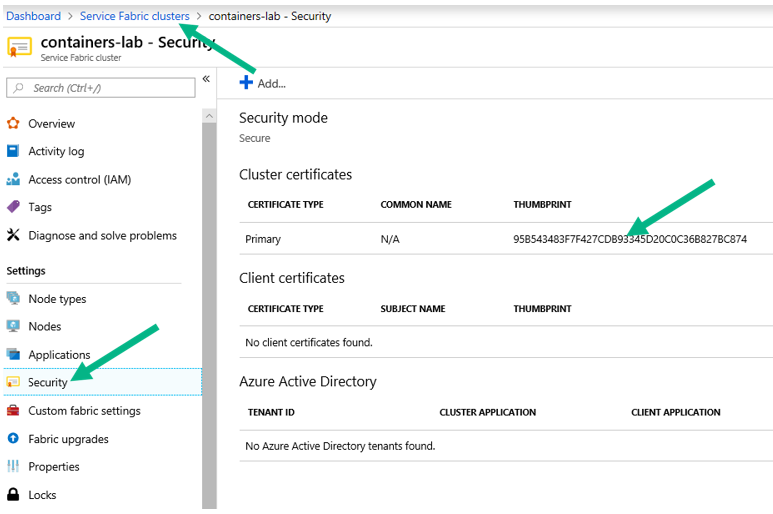 Dashboard > Service Fabric clusters > containers-lab - Security
containers-lab - Security
Service Fabric cluster
Search (Ctrl+/)
Overview
Activity log
Access control (IAM)
Tags
Diagnose and solve problems
Settings
Node types
Nodes
Applications
Security
Custom fabric settings
Fabric upgrades
Properties
Locks
Add...
Security mode
Secure
Cluster certificates
CERTIFICATE TYPE COMMON NAME THUMBPRINT
Primary N/A 95B543483F7F427CDB93345D20C0C36B827BC874
Client certificates
CERTIFICATE TYPE SUBJECT NAME THUMBPRINT
No client certificates found.
Azure Active Directory
TENANT ID CLUSTER APPLICATION CLIENT APPLICATION
No Azure Active Directory tenants found.